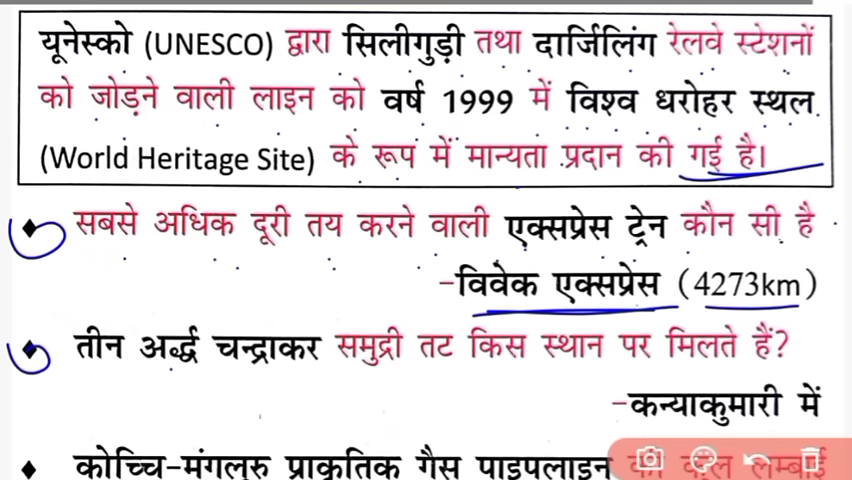 यूनेस्को (UNESCO) द्वारा सिलीगुड़ी तथा दार्जिलिंग रेलवे स्टेशनों
को जोड़ने वाली लाइन को वर्ष 1999 में विश्व धरोहर स्थल
(World Heritage Site) के रूप में मान्यता प्रदान की गई है।
♦ सबसे अधिक दूरी तय करने वाली एक्सप्रेस ट्रेन कौन सी है
-विवेक एक्सप्रेस (4273km)
♦ तीन अर्द्ध चन्द्राकर समुद्री तट किस स्थान पर मिलते हैं?
-कन्याकुमारी में
♦ कोच्चि-मंगलुरु प्राकृतिक गैस पाइपलाइन की कुल लम्बाई